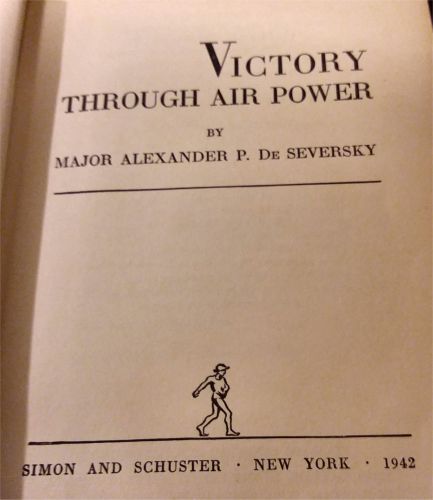 VICTORY
THROUGH AIR POWER
BY
MAJOR ALEXANDER P. De SEVERSKY
SIMON AND SCHUSTER · NEW YORK · 1942